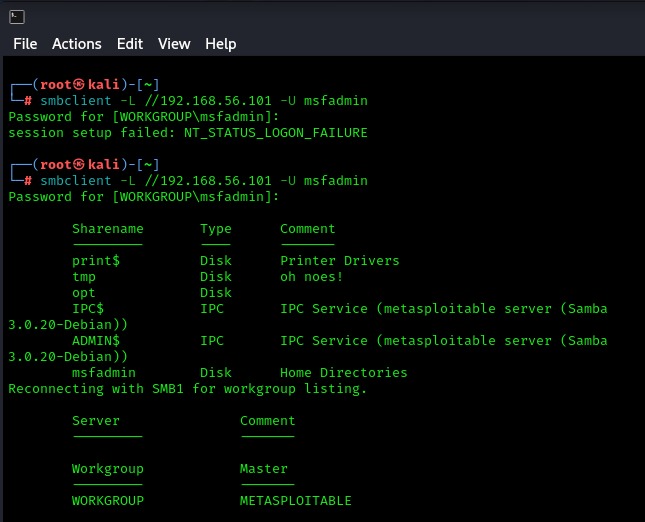 File Actions Edit View Help
┌──(root㉿kali)-[~]
└─# smbclient -L //192.168.56.101 -U msfadmin
Password for [WORKGROUP\msfadmin]:
session setup failed: NT_STATUS_LOGON_FAILURE
┌──(root㉿kali)-[~]
└─# smbclient -L //192.168.56.101 -U msfadmin
Password for [WORKGROUP\msfadmin]:
Sharename Type Comment
--------- ---- -------
print$ Disk Printer Drivers
tmp Disk oh noes!
opt Disk
IPC$ IPC IPC Service (metasploitable server (Samba
3.0.20-Debian))
ADMIN$ IPC IPC Service (metasploitable server (Samba
3.0.20-Debian))
msfadmin Disk Home Directories
Reconnecting with SMB1 for workgroup listing.
Server Comment
--------- -------
Workgroup Master
--------- -------
WORKGROUP METASPLOITABLE